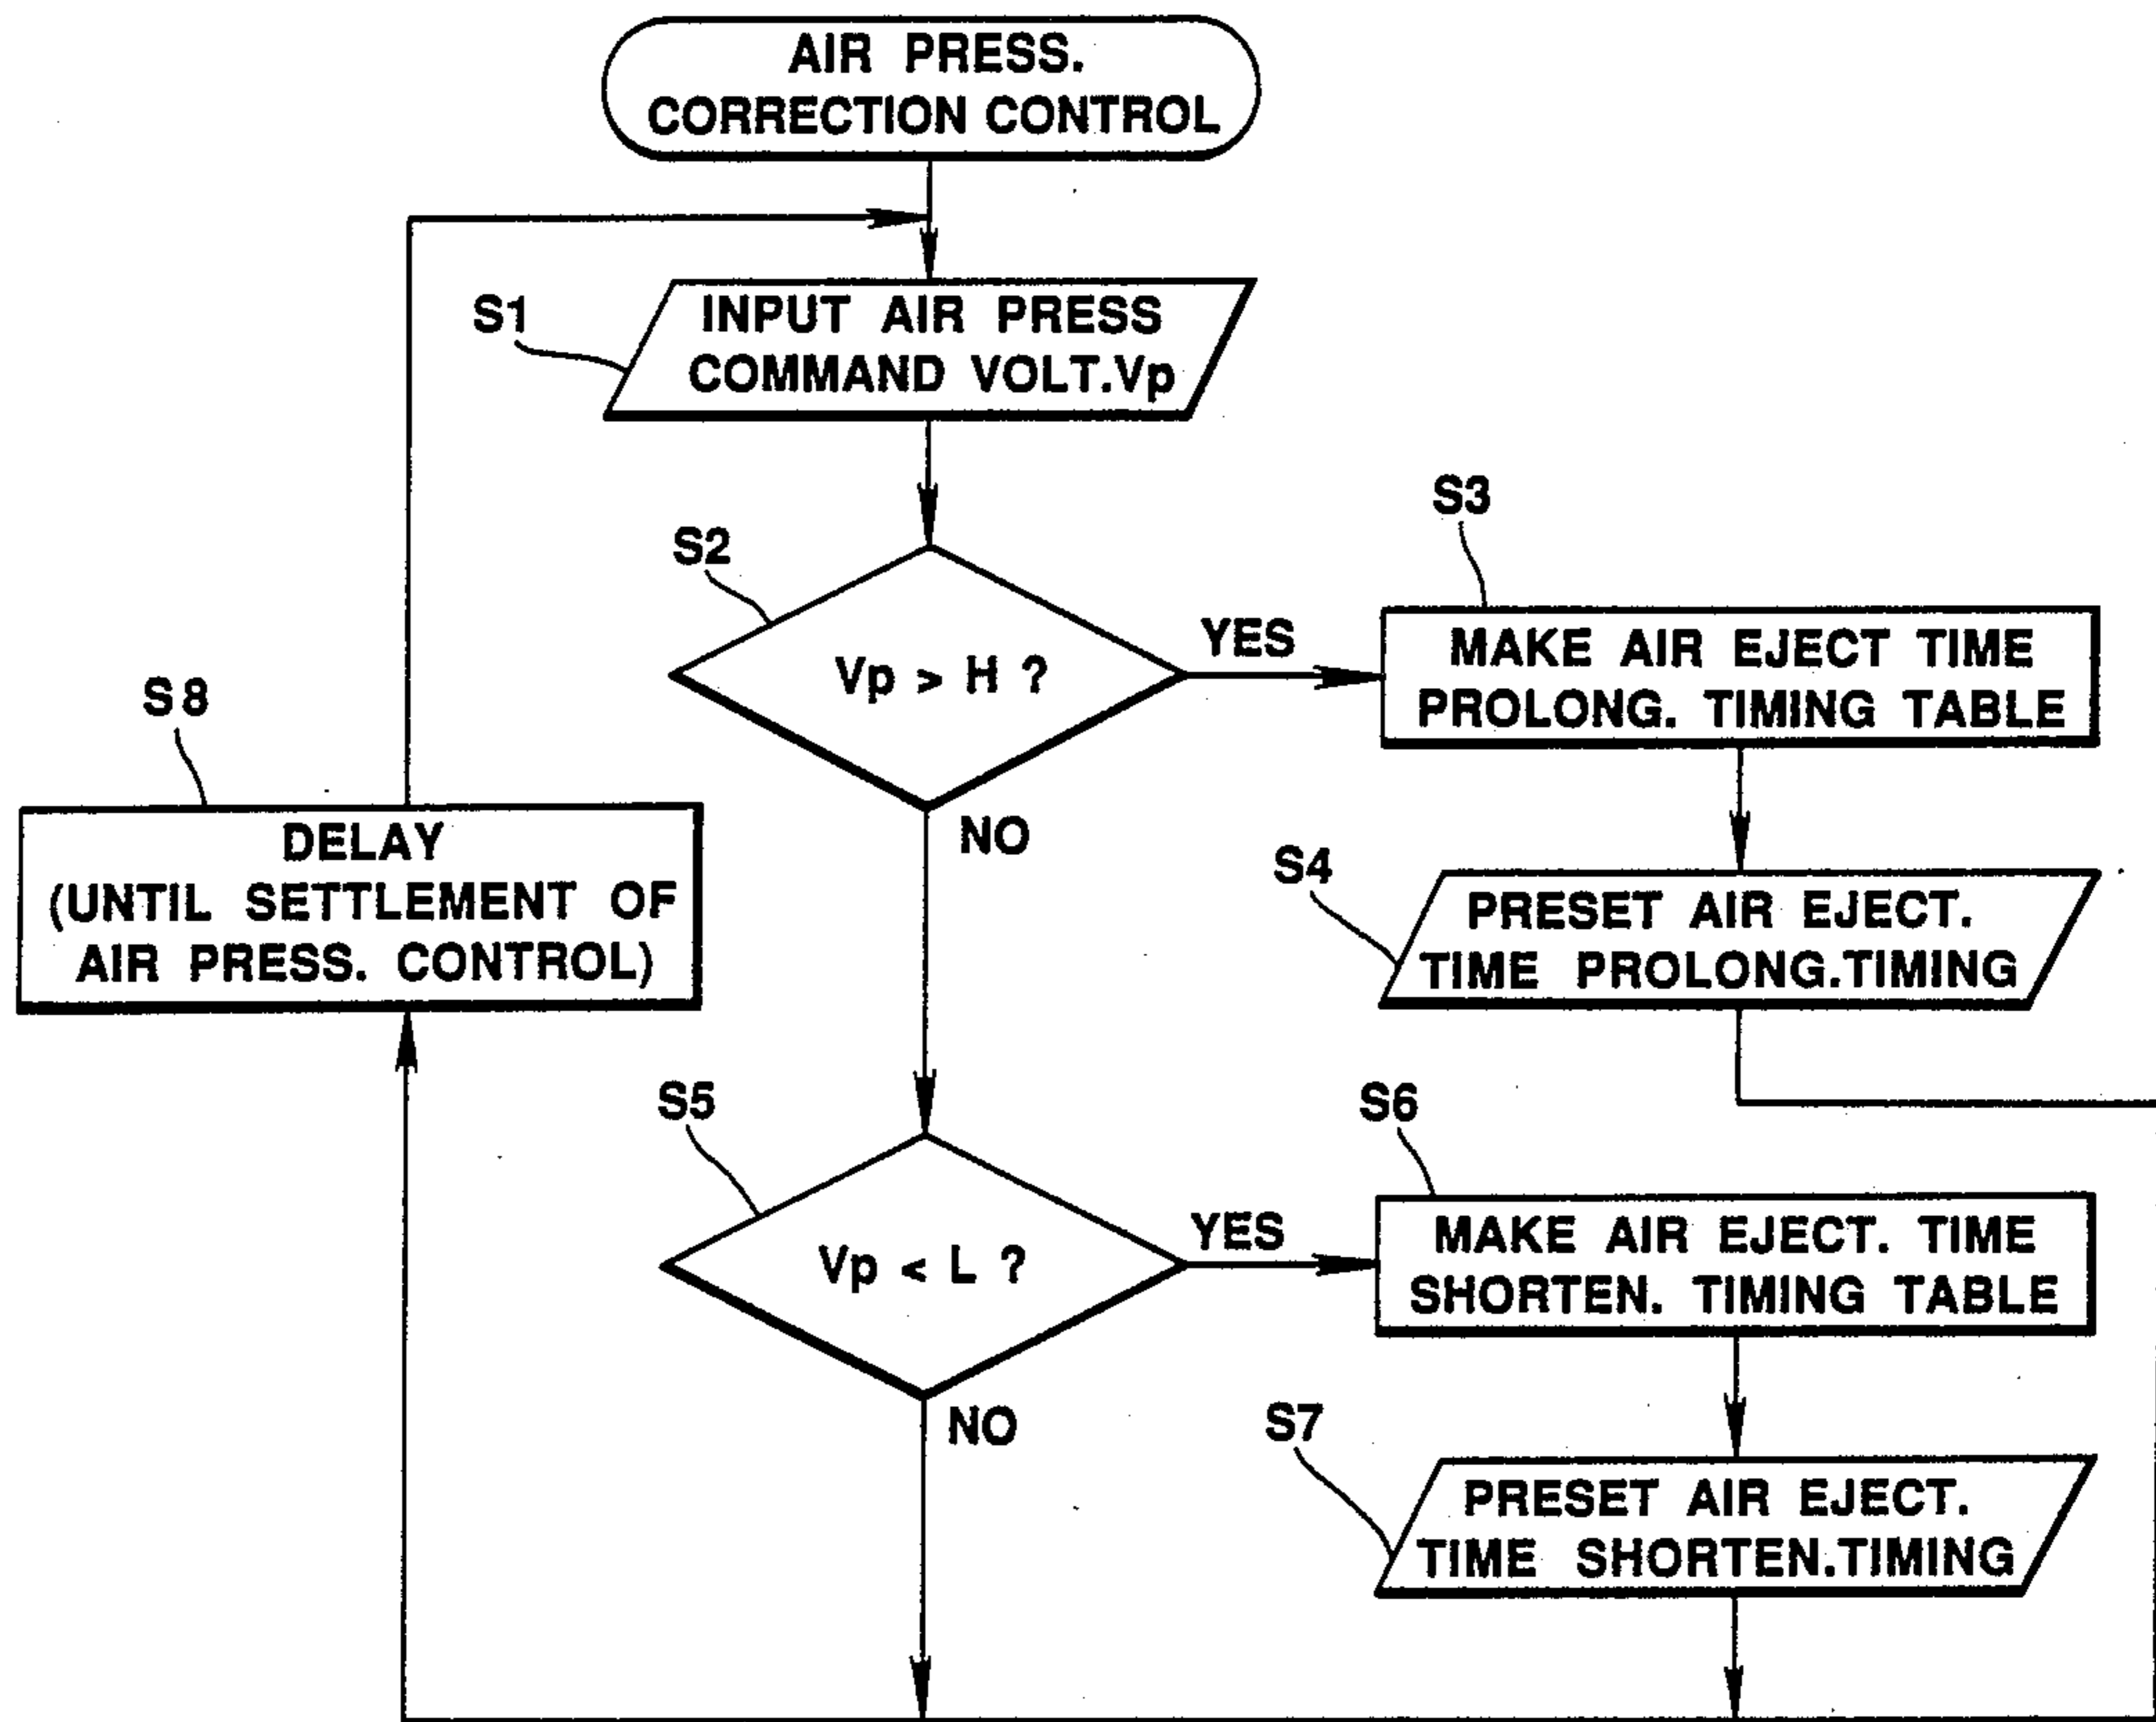 AIR PRESS.
CORRECTION CONTROL
S1
INPUT AIR PRESS
COMMAND VOLT.Vp
S2
Vp > H ?
YES
NO
S3
MAKE AIR EJECT TIME
PROLONG. TIMING TABLE
S4
PRESET AIR EJECT.
TIME PROLONG.TIMING
S8
DELAY
(UNTIL SETTLEMENT OF
AIR PRESS. CONTROL)
S5
Vp < L ?
YES
NO
S6
MAKE AIR EJECT. TIME
SHORTEN. TIMING TABLE
S7
PRESET AIR EJECT.
TIME SHORTEN.TIMING